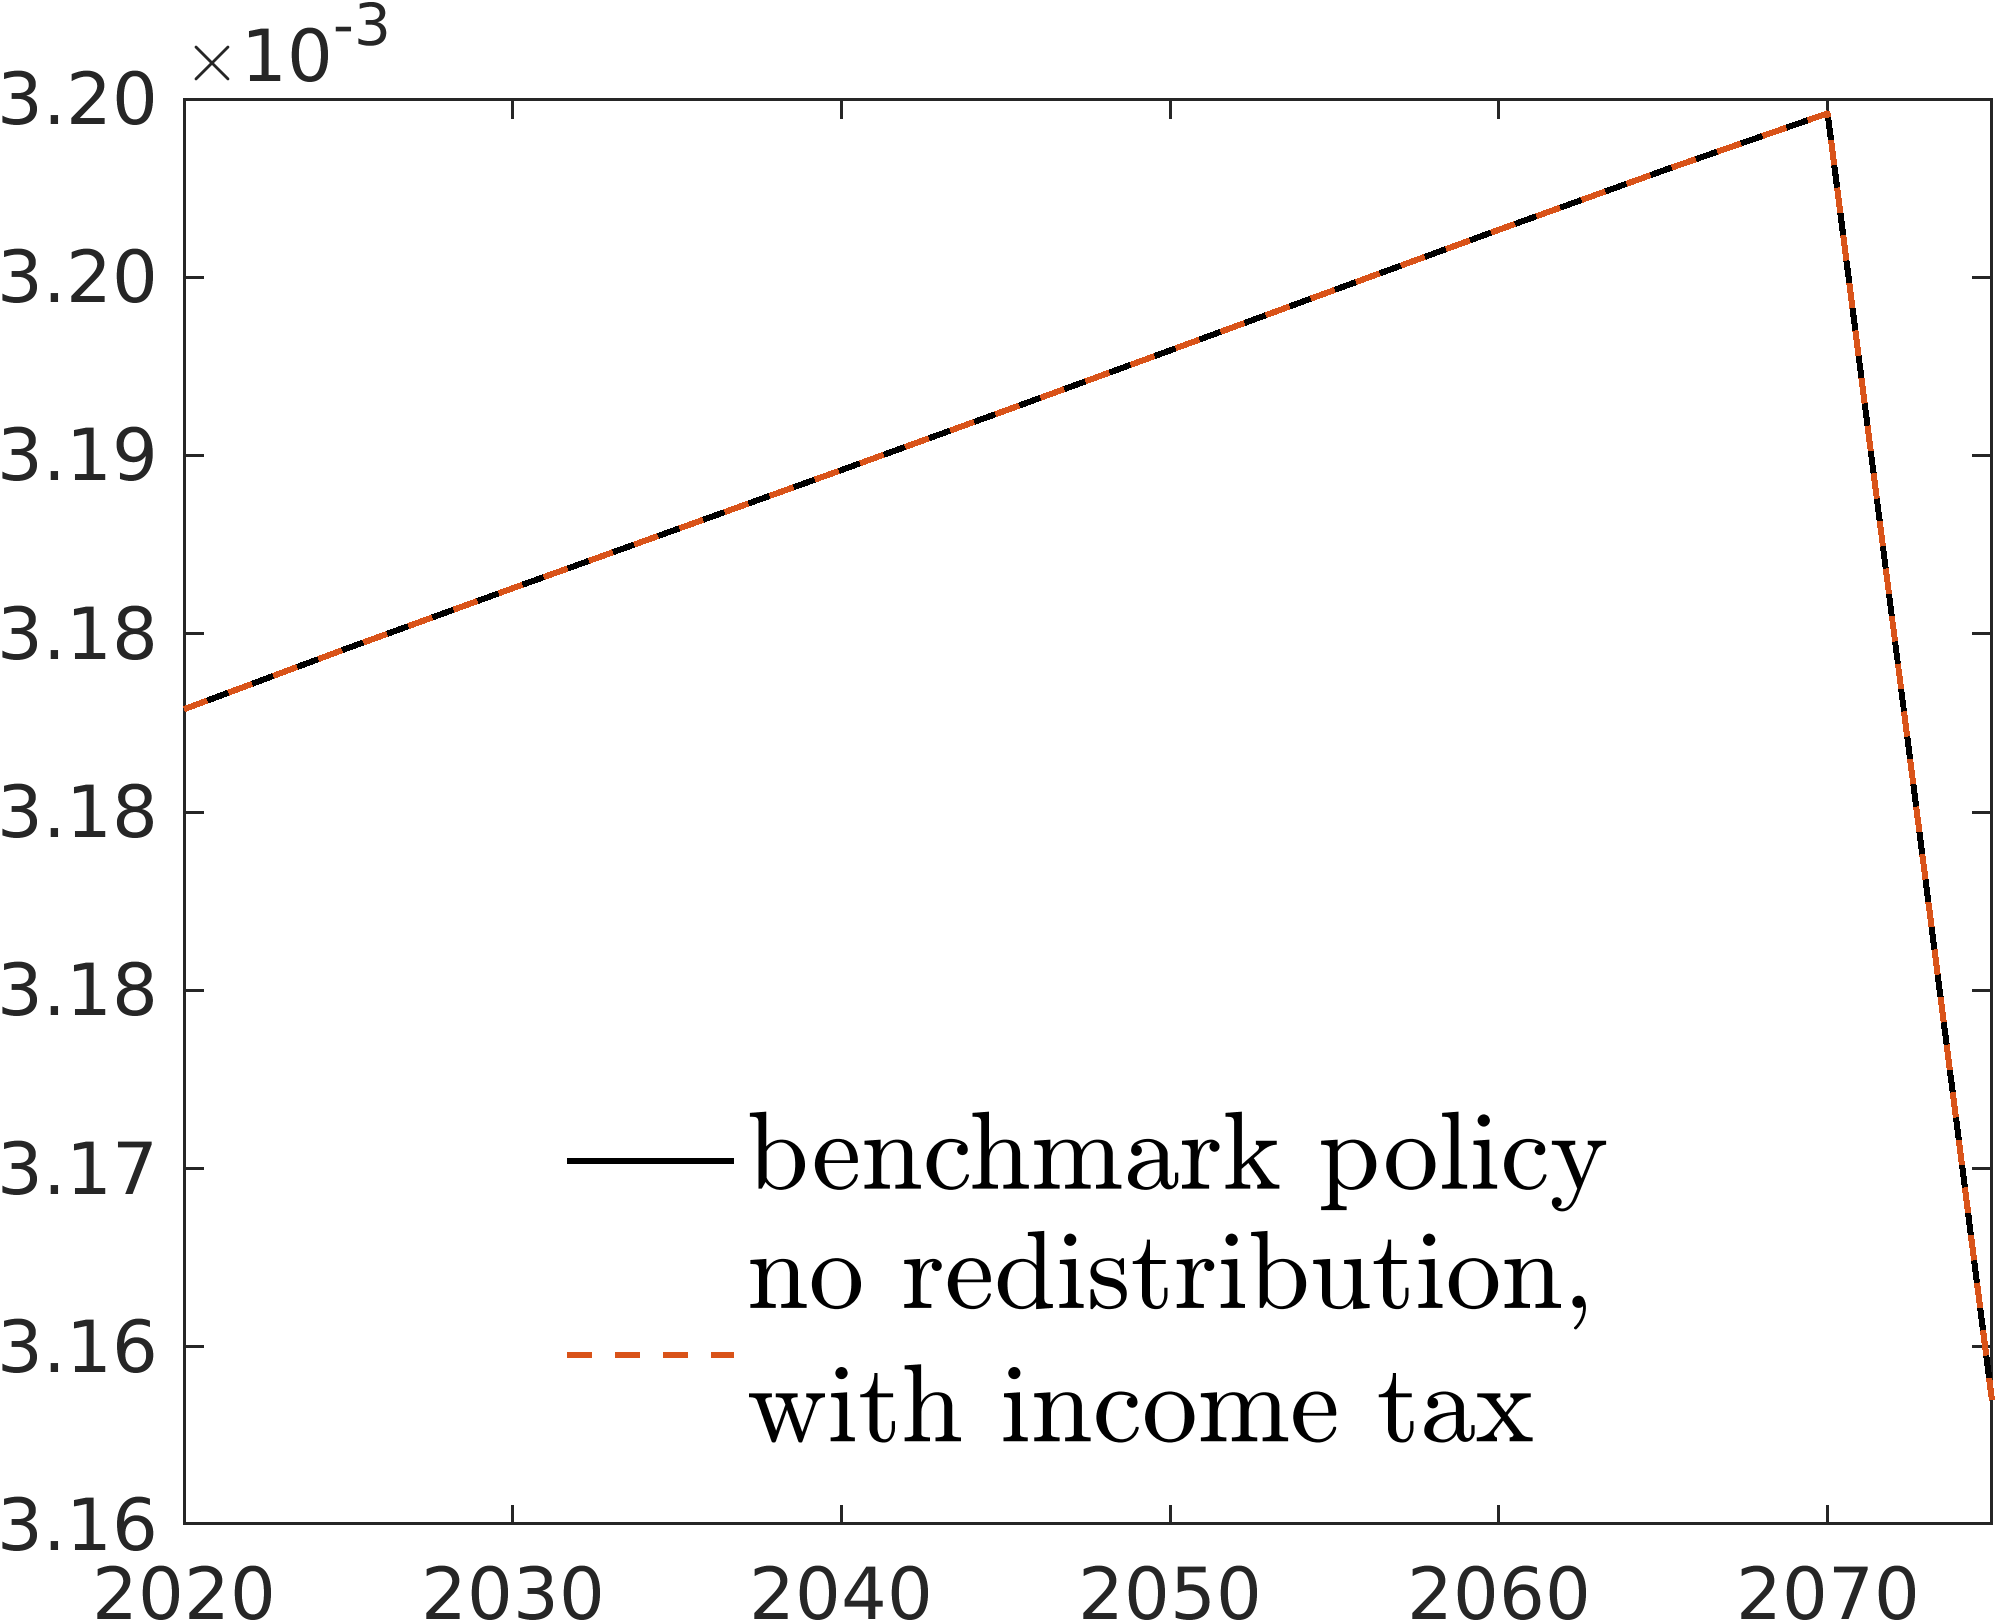 ×10-3
3.20
3.20
3.19
3.18
3.18
3.18
3.17
3.16
3.16
benchmark policy
no redistribution,
with income tax
2020 2030 2040 2050 2060 2070